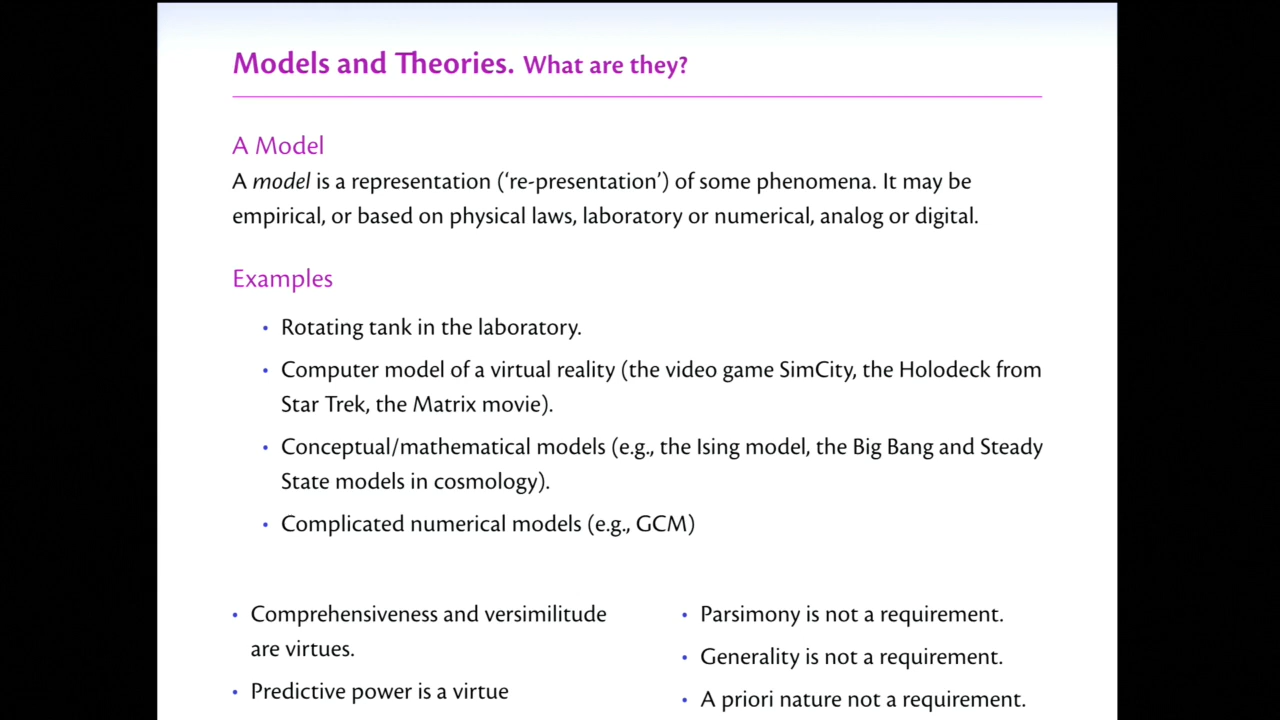 Models and Theories. What are they?
A Model
A model is a representation (‘re-presentation’) of some phenomena. It may be
empirical, or based on physical laws, laboratory or numerical, analog or digital.
Examples
• Rotating tank in the laboratory.
• Computer model of a virtual reality (the video game SimCity, the Holodeck from
Star Trek, the Matrix movie).
• Conceptual/mathematical models (e.g., the Ising model, the Big Bang and Steady
State models in cosmology).
• Complicated numerical models (e.g., GCM)
• Comprehensiveness and versimilitude
are virtues.
• Predictive power is a virtue
• Parsimony is not a requirement.
• Generality is not a requirement.
• A priori nature not a requirement.